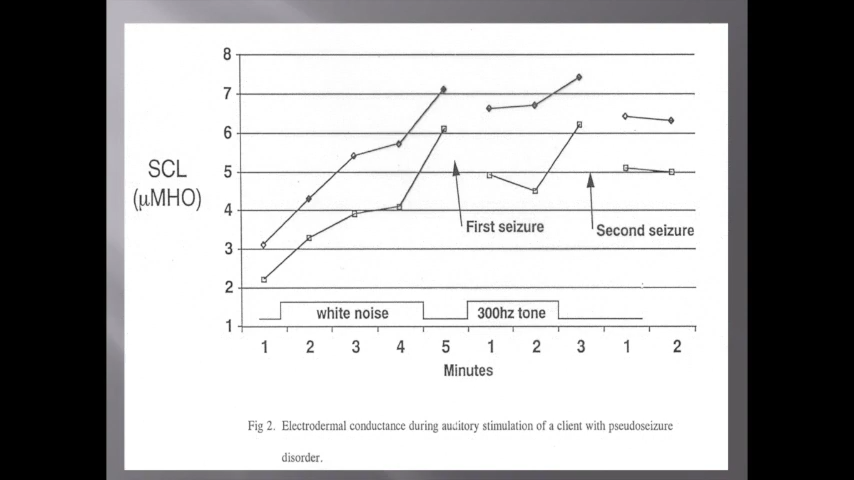 8
7
6
5
4
3
2
1
SCL
(µMHO)
First seizure
Second seizure
white noise
300hz tone
1 2 3 4 5 1 2 3 1 2
Minutes
Fig 2. Electrodermal conductance during auditory stimulation of a client with pseudoseizure
disorder.